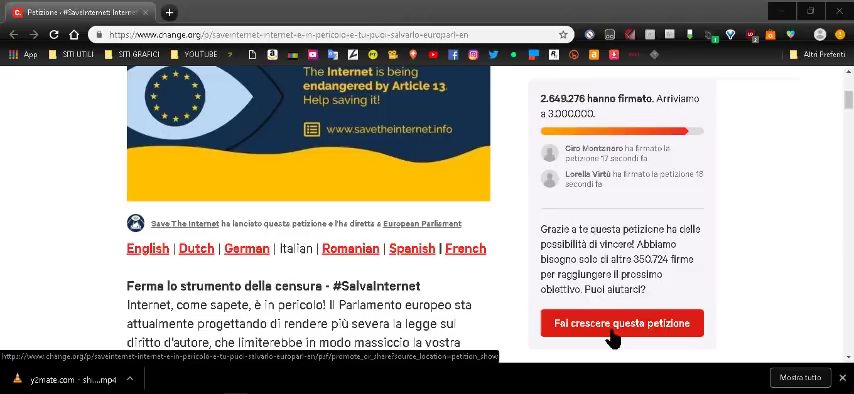 Petizione · #SaveInternet: Internet
https://www.change.org/p/saveinternet-internet-e-in-pericolo-e-tu-puoi-salvarlo-europarl-en
App SITI UTILI SITI GRAFICI YOUTUBE Altri Preferiti
The Internet is being
endangered by Article 13.
Help saving it!
www.savetheinternet.info
Save The Internet ha lanciato questa petizione e l'ha diretta a European Parliament
English | Dutch | German | Italian | Romanian | Spanish | French
Ferma lo strumento della censura - #SalvaInternet
Internet, come sapete, è in pericolo! Il Parlamento europeo sta
attualmente progettando di rendere più severa la legge sul
diritto d'autore, che limiterebbe in modo massiccio la vostra
2.649.276 hanno firmato. Arriviamo
a 3.000.000.
Ciro Montanaro ha firmato la
petizione 17 secondi fa
Lorella Virtù ha firmato la petizione 18
secondi fa
Grazie a te questa petizione ha delle
possibilità di vincere! Abbiamo
bisogno solo di altre 350.724 firme
per raggiungere il prossimo
obiettivo. Puoi aiutarci?
Fai crescere questa petizione
https://www.change.org/p/saveinternet-internet-e-in-pericolo-e-tu-puoi-salvarlo-europarl-en/psf/promote_or_share?source_location=petition_show
y2mate.com - shi....mp4
Mostra tutto